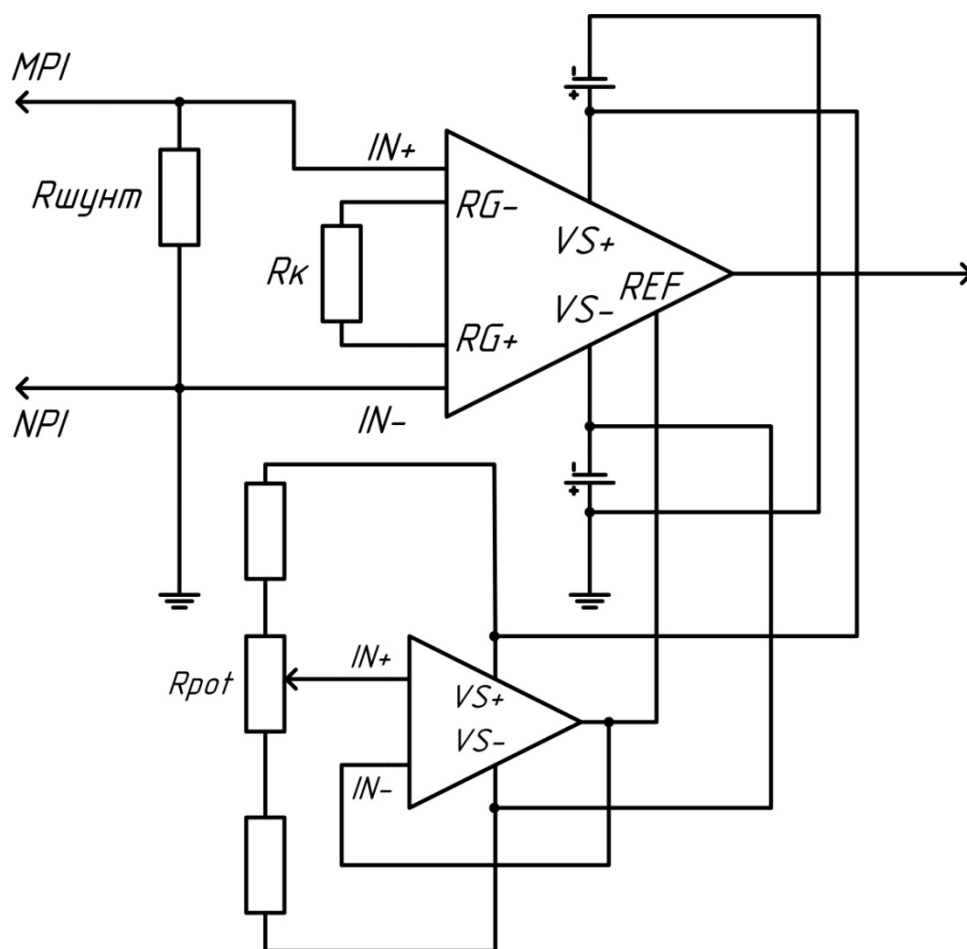 MPI
IN+
Rшунт
RG-
VS+
Rк
REF
VS-
RG+
NPI
IN-
IN+
Rpot
VS+
VS-
IN-